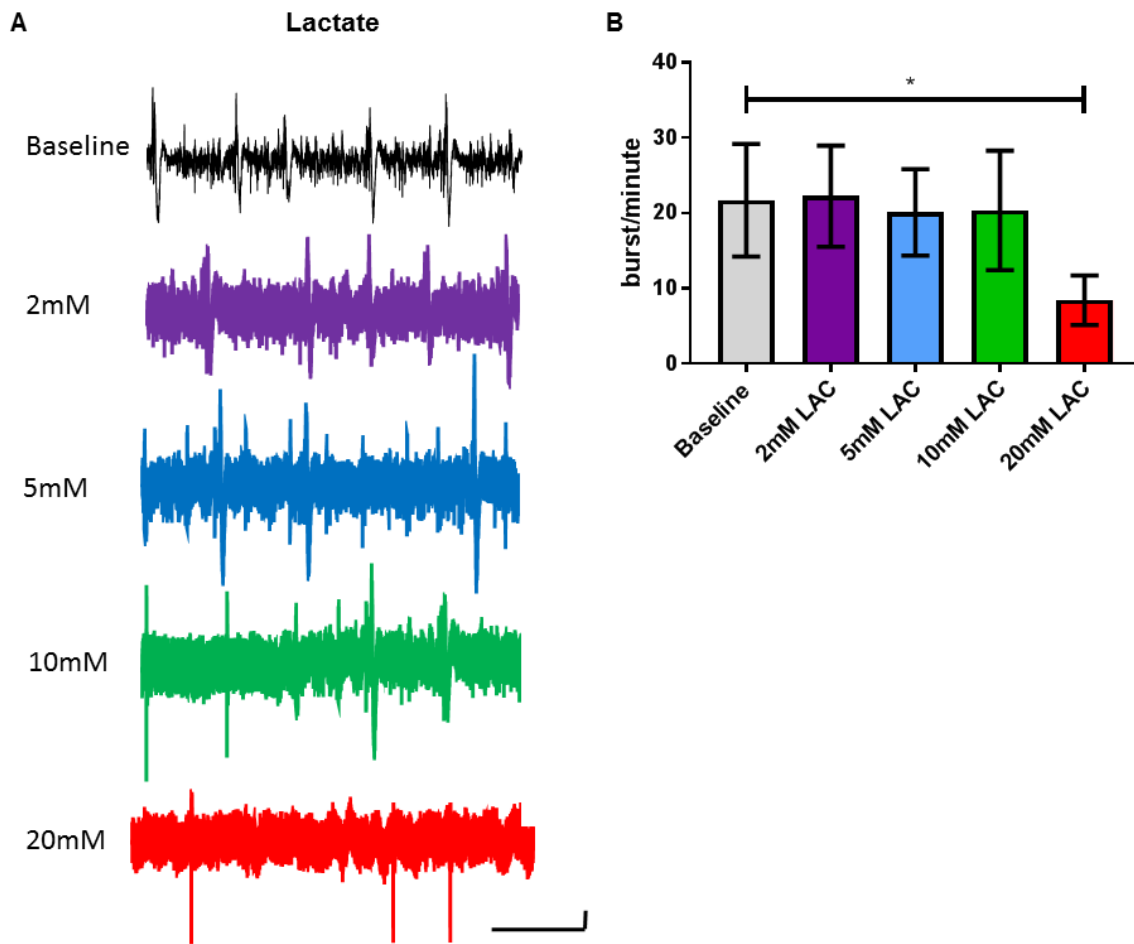 A
Lactate
Baseline
2mM
5mM
10mM
20mM
B
burst/minute
40
30
20
10
0
*
Baseline
2mM LAC
5mM LAC
10mM LAC
20mM LAC